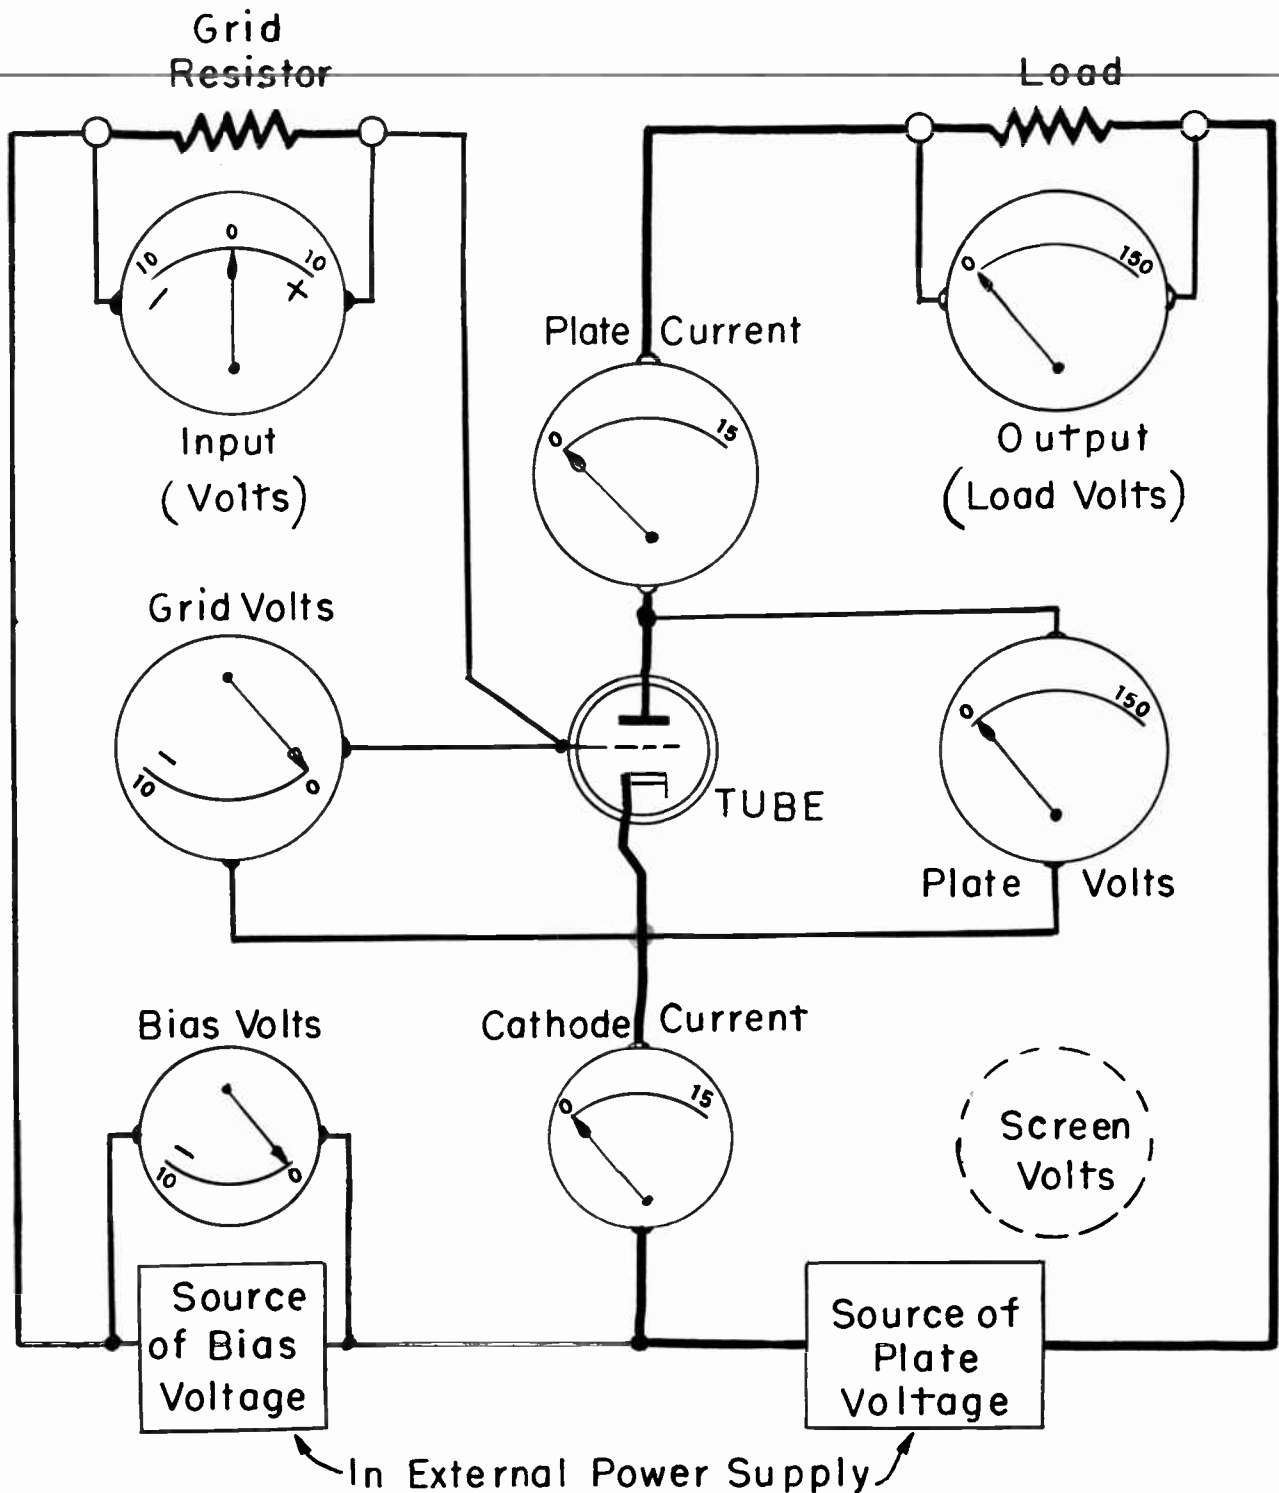 Grid
Resistor
Load
10 0 10
− +
0 150
Plate Current
Input
(Volts)
0 15
Output
(Load Volts)
Grid Volts
− 10 0
0 150
TUBE
Plate Volts
Bias Volts
Cathode Current
− 10 0
0 15
Screen
Volts
Source
of Bias
Voltage
Source of
Plate
Voltage
In External Power Supply